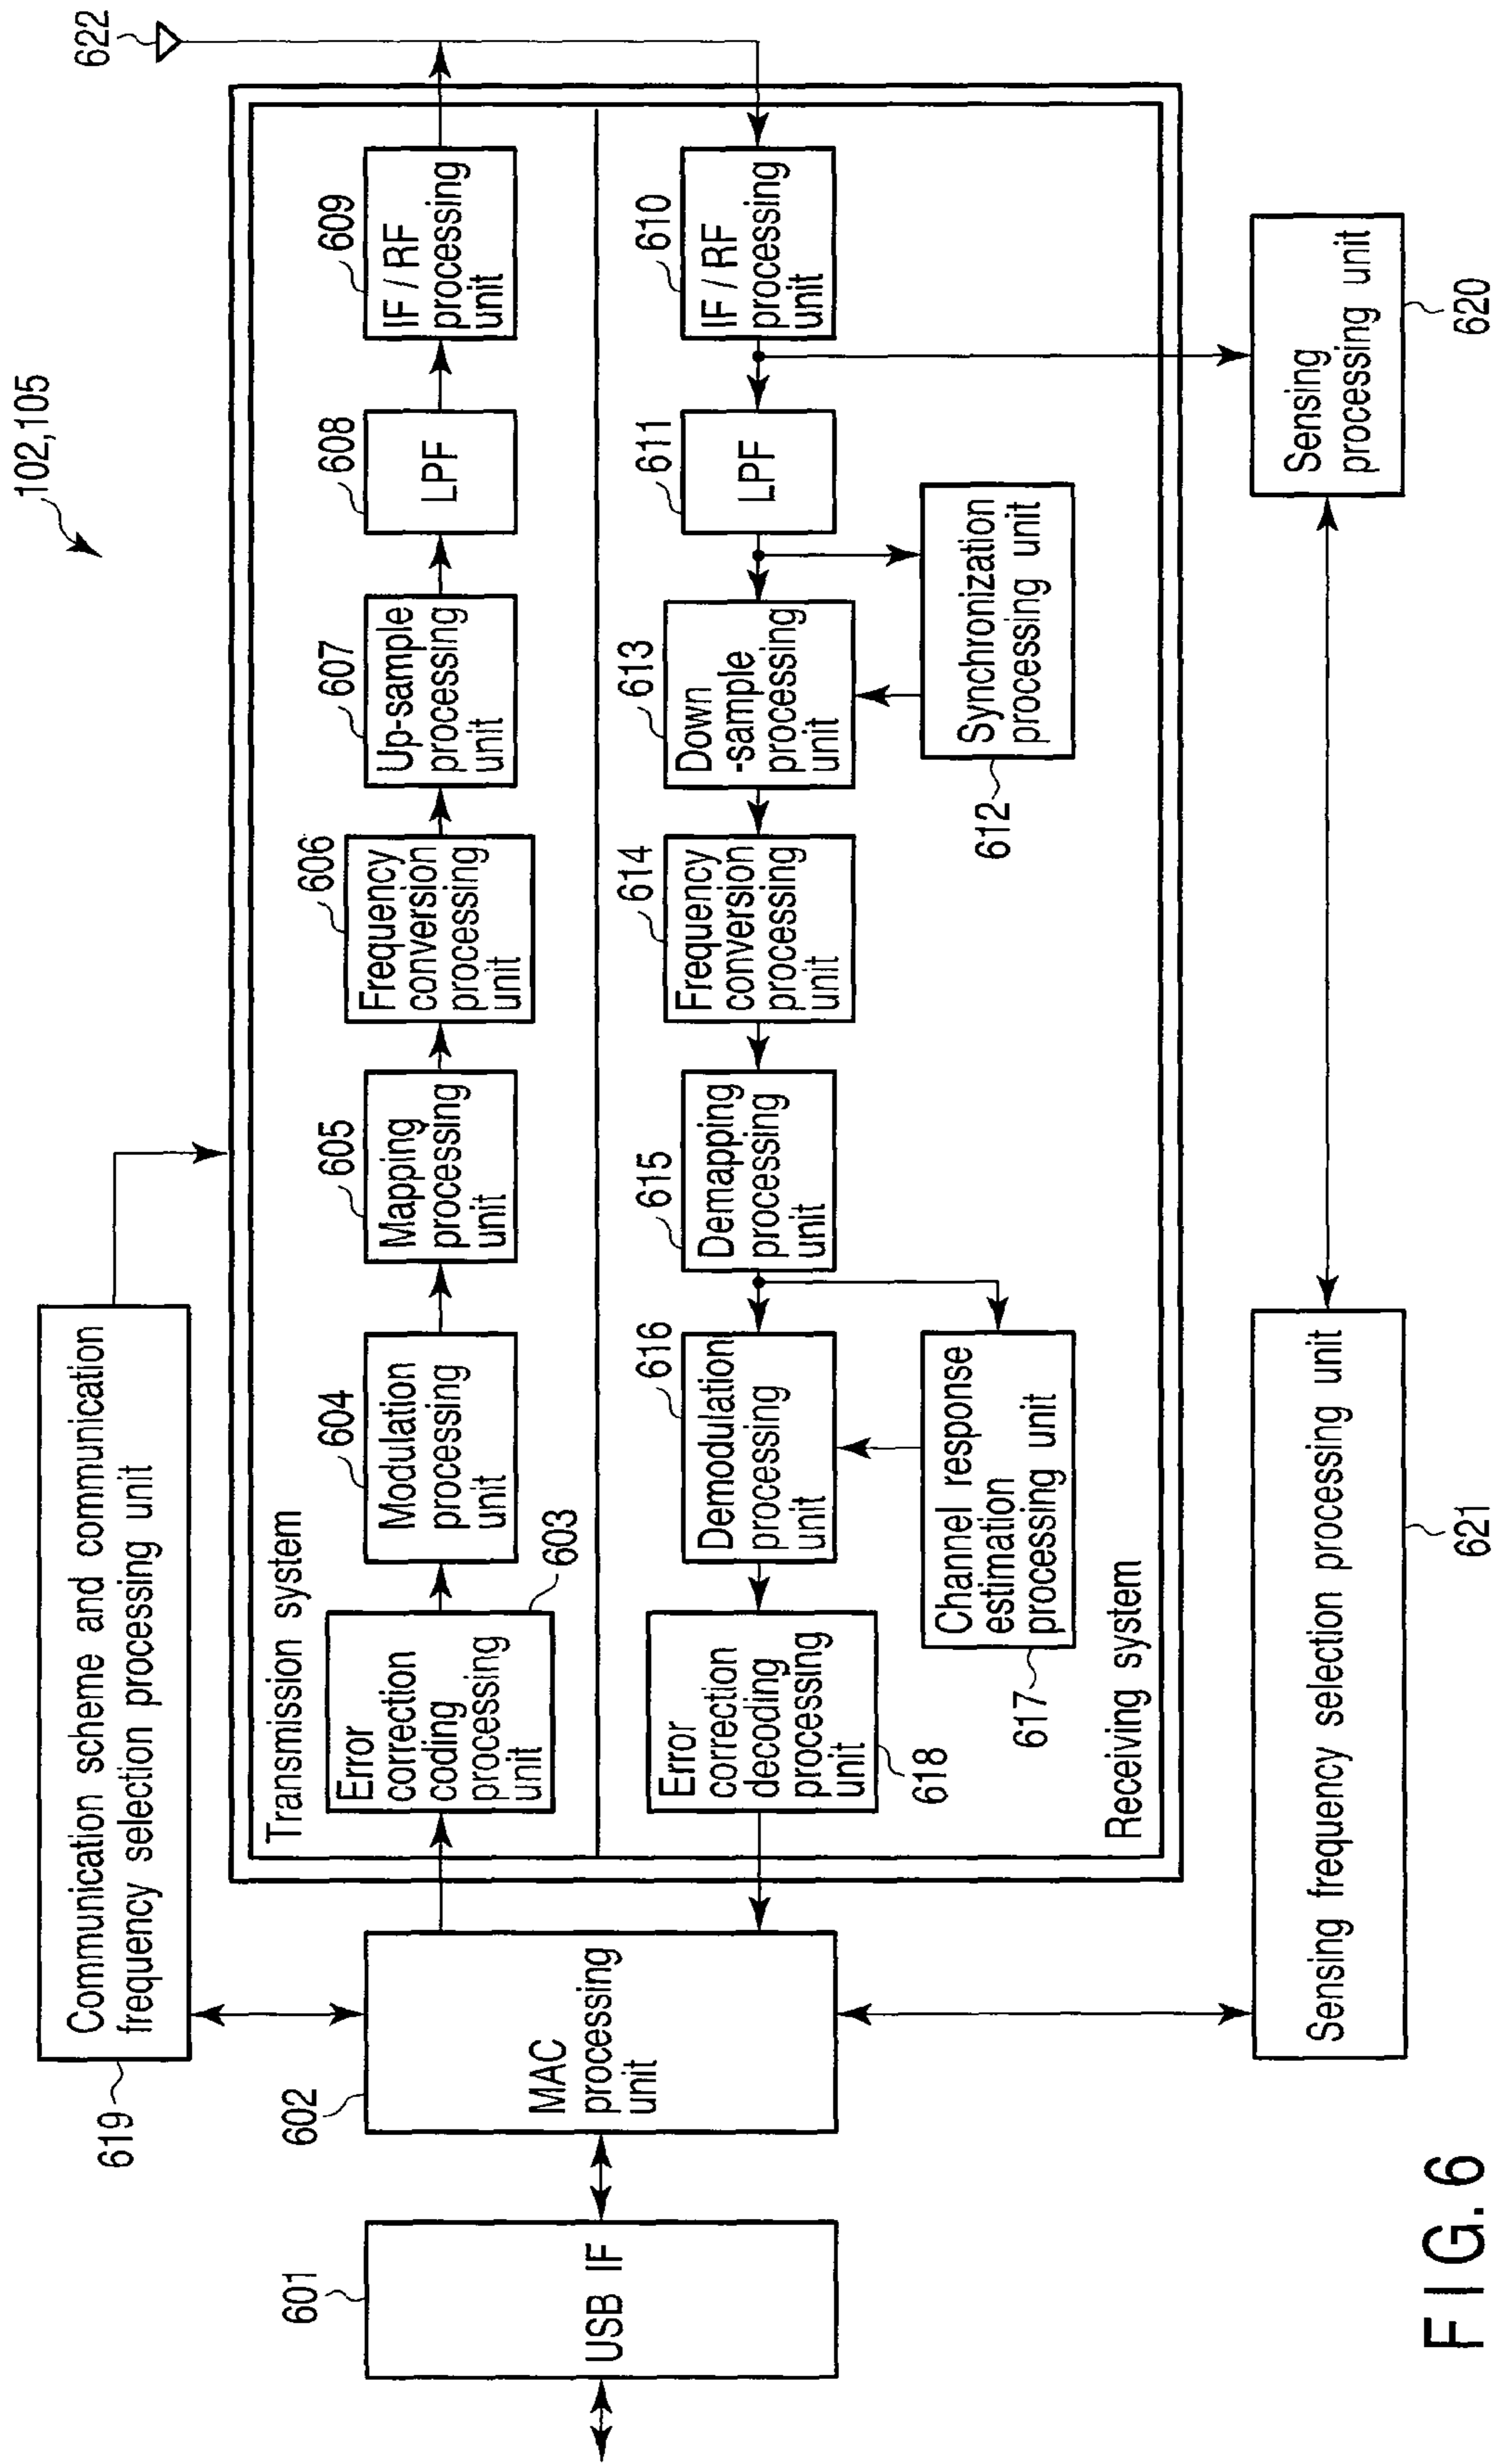 102,105
619
Communication scheme and communication
frequency selection processing unit
622
Transmission system
603
Error
correction
coding
processing
unit
604
Modulation
processing
unit
605
Mapping
processing
unit
606
Frequency
conversion
processing
unit
607
Up-sample
processing
unit
608
LPF
609
IF / RF
processing
unit
601
USB IF
602
MAC
processing
unit
618
Error
correction
decoding
processing
unit
616
Demodulation
processing
unit
615
Demapping
processing
unit
614
Frequency
conversion
processing
unit
613
Down
-sample
processing
unit
611
LPF
610
IF / RF
processing
unit
617
Channel response
estimation
processing unit
612
Synchronization
processing unit
Receiving system
Sensing frequency selection processing unit
621
Sensing
processing unit
620
FIG. 6